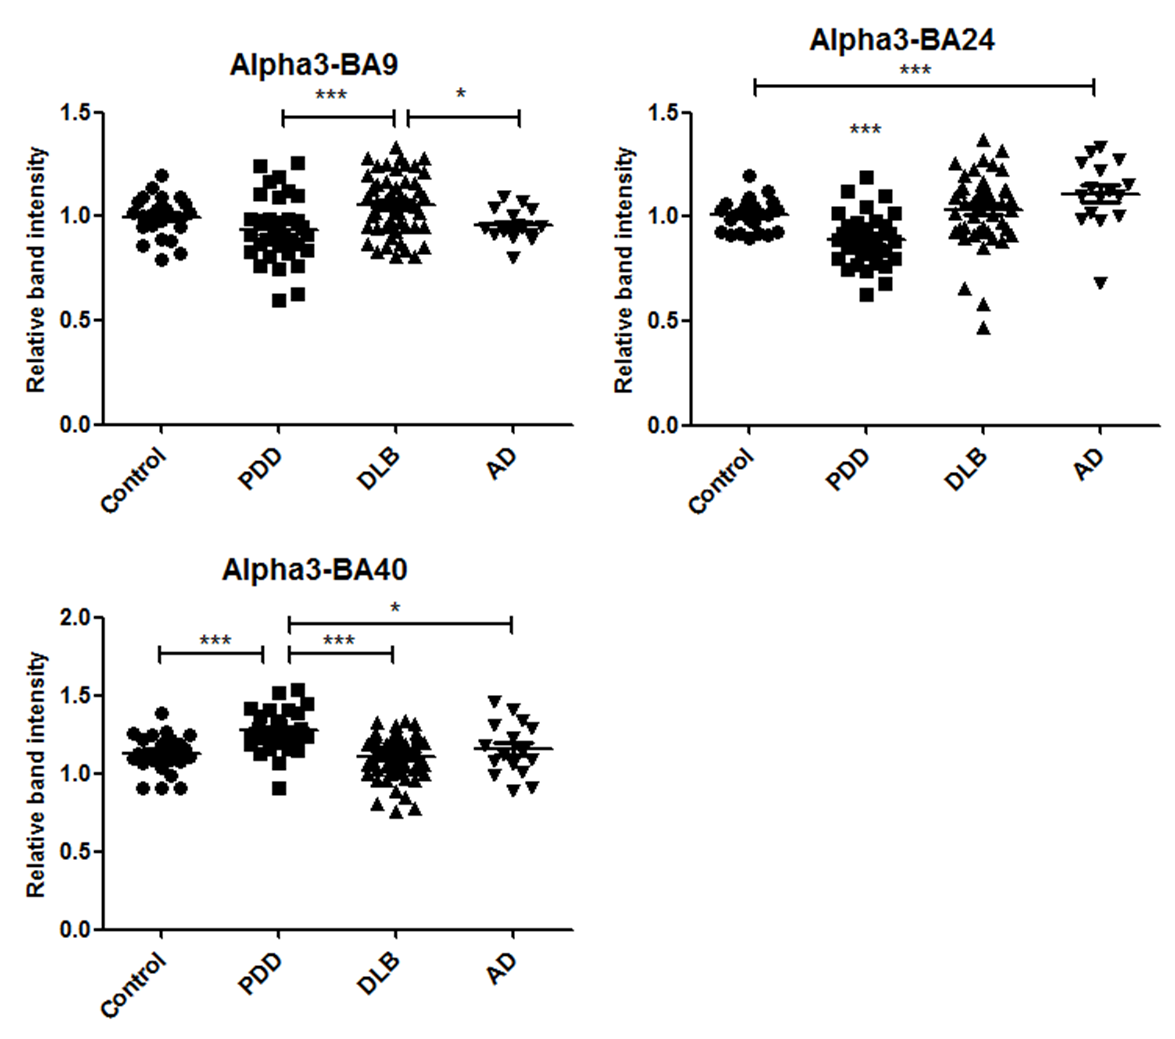 Alpha3-BA9
*** *
Relative band intensity
1.5
1.0
0.5
0.0
Control PDD DLB AD
Alpha3-BA24
***
***
Relative band intensity
1.5
1.0
0.5
0.0
Control PDD DLB AD
Alpha3-BA40
*
*** ***
Relative band intensity
2.0
1.5
1.0
0.5
0.0
Control PDD DLB AD